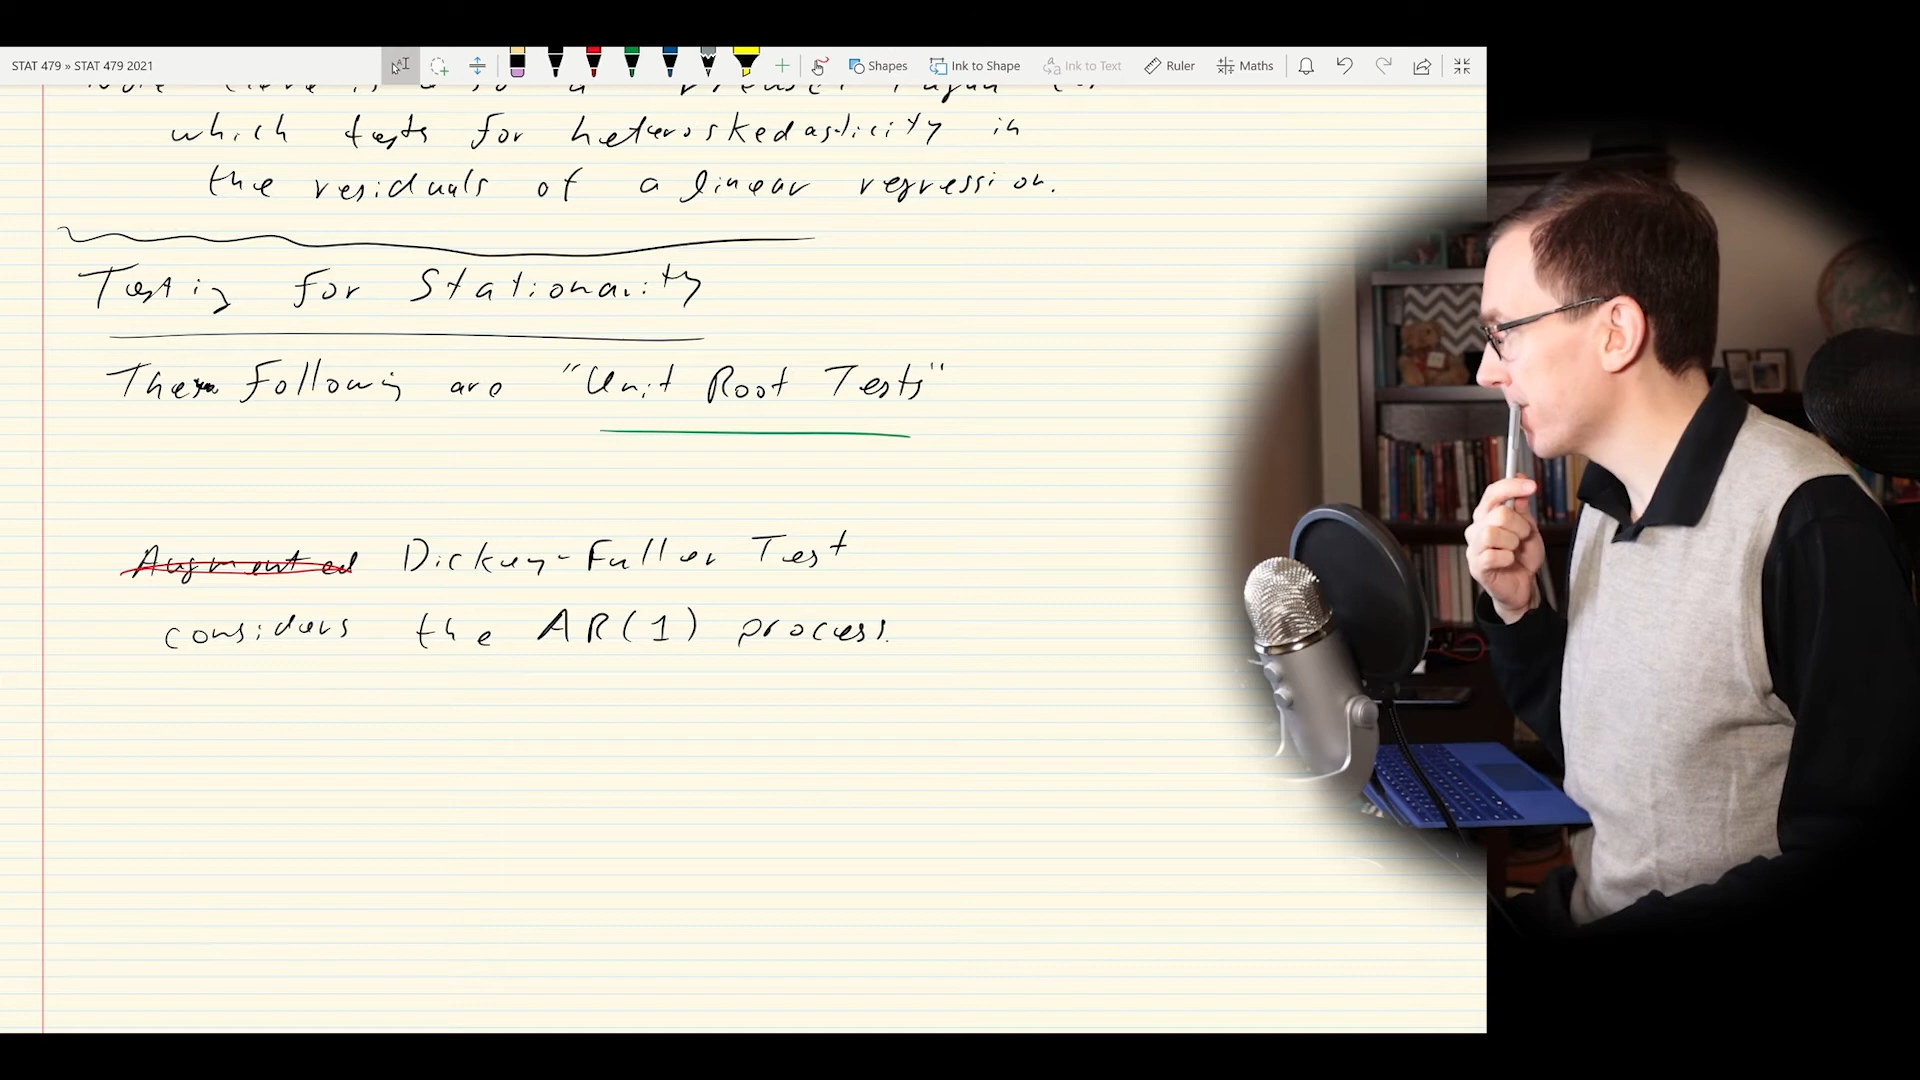 STAT 479 » STAT 479 2021
Shapes
Ink to Shape
Ink to Text
Ruler
Maths
which tests for heteroskedasticity in
the residuals of a linear regression.
Testing for Stationarity
The Following are "Unit Root Tests"
Augmented Dickey-Fuller Test
considers the AR(1) process.